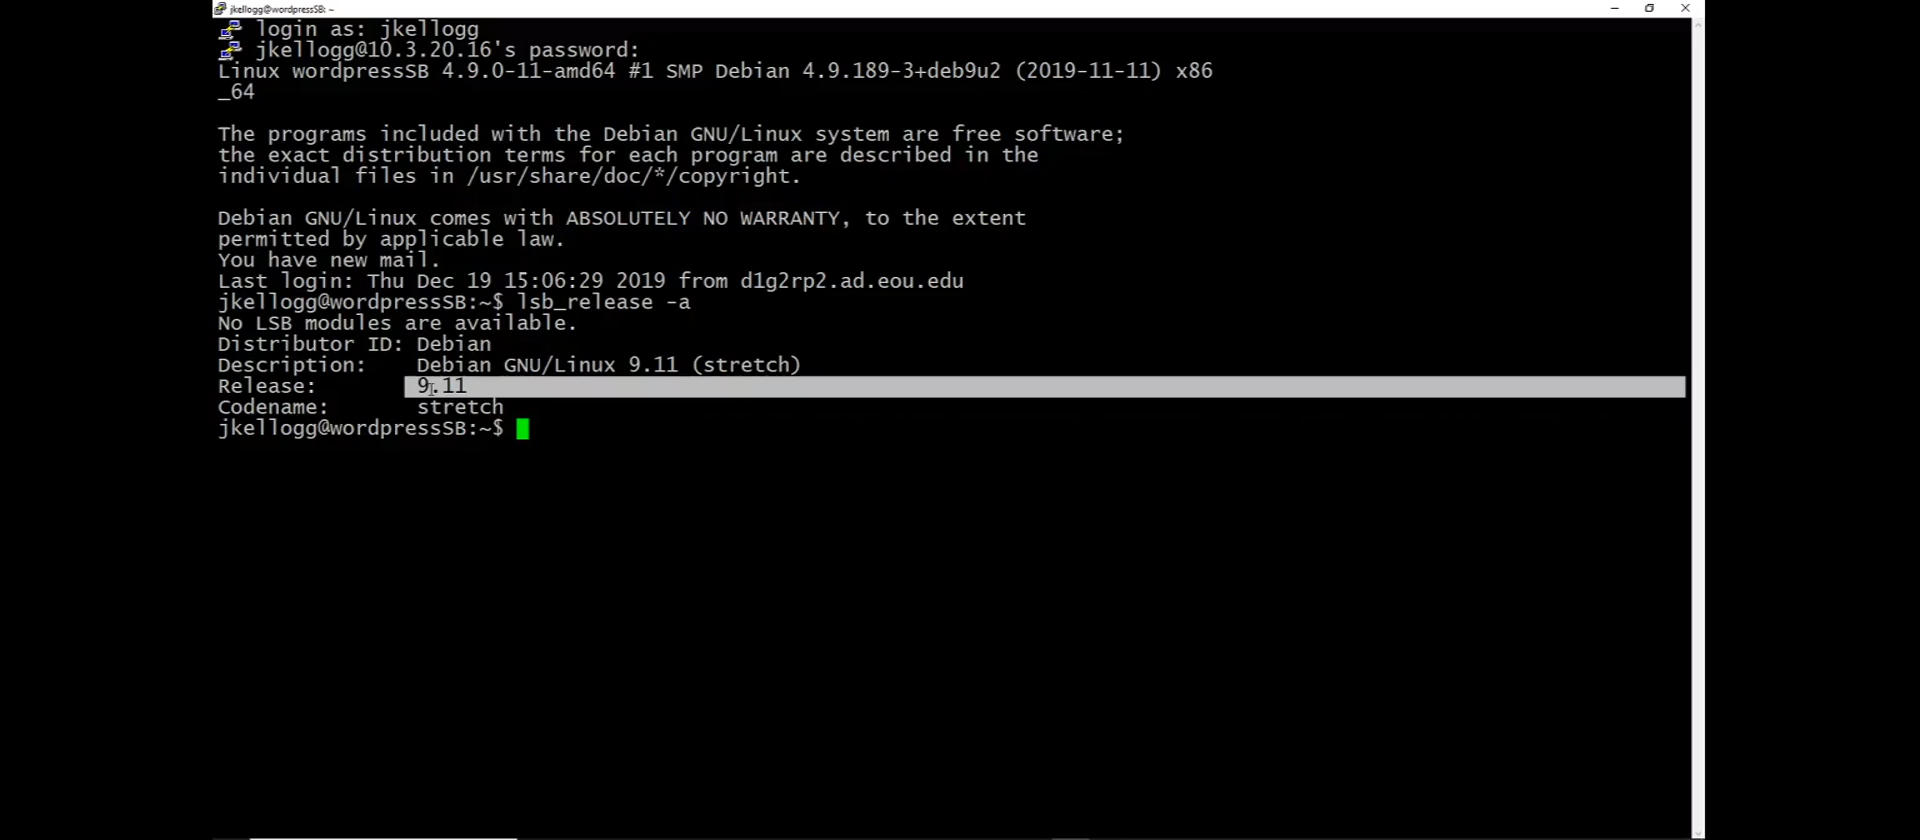 jkellogg@wordpressSB: ~
login as: jkellogg
jkellogg@10.3.20.16's password:
Linux wordpressSB 4.9.0-11-amd64 #1 SMP Debian 4.9.189-3+deb9u2 (2019-11-11) x86
_64
The programs included with the Debian GNU/Linux system are free software;
the exact distribution terms for each program are described in the
individual files in /usr/share/doc/*/copyright.
Debian GNU/Linux comes with ABSOLUTELY NO WARRANTY, to the extent
permitted by applicable law.
You have new mail.
Last login: Thu Dec 19 15:06:29 2019 from d1g2rp2.ad.eou.edu
jkellogg@wordpressSB:~$ lsb_release -a
No LSB modules are available.
Distributor ID: Debian
Description:    Debian GNU/Linux 9.11 (stretch)
Release:        9.11
Codename:       stretch
jkellogg@wordpressSB:~$